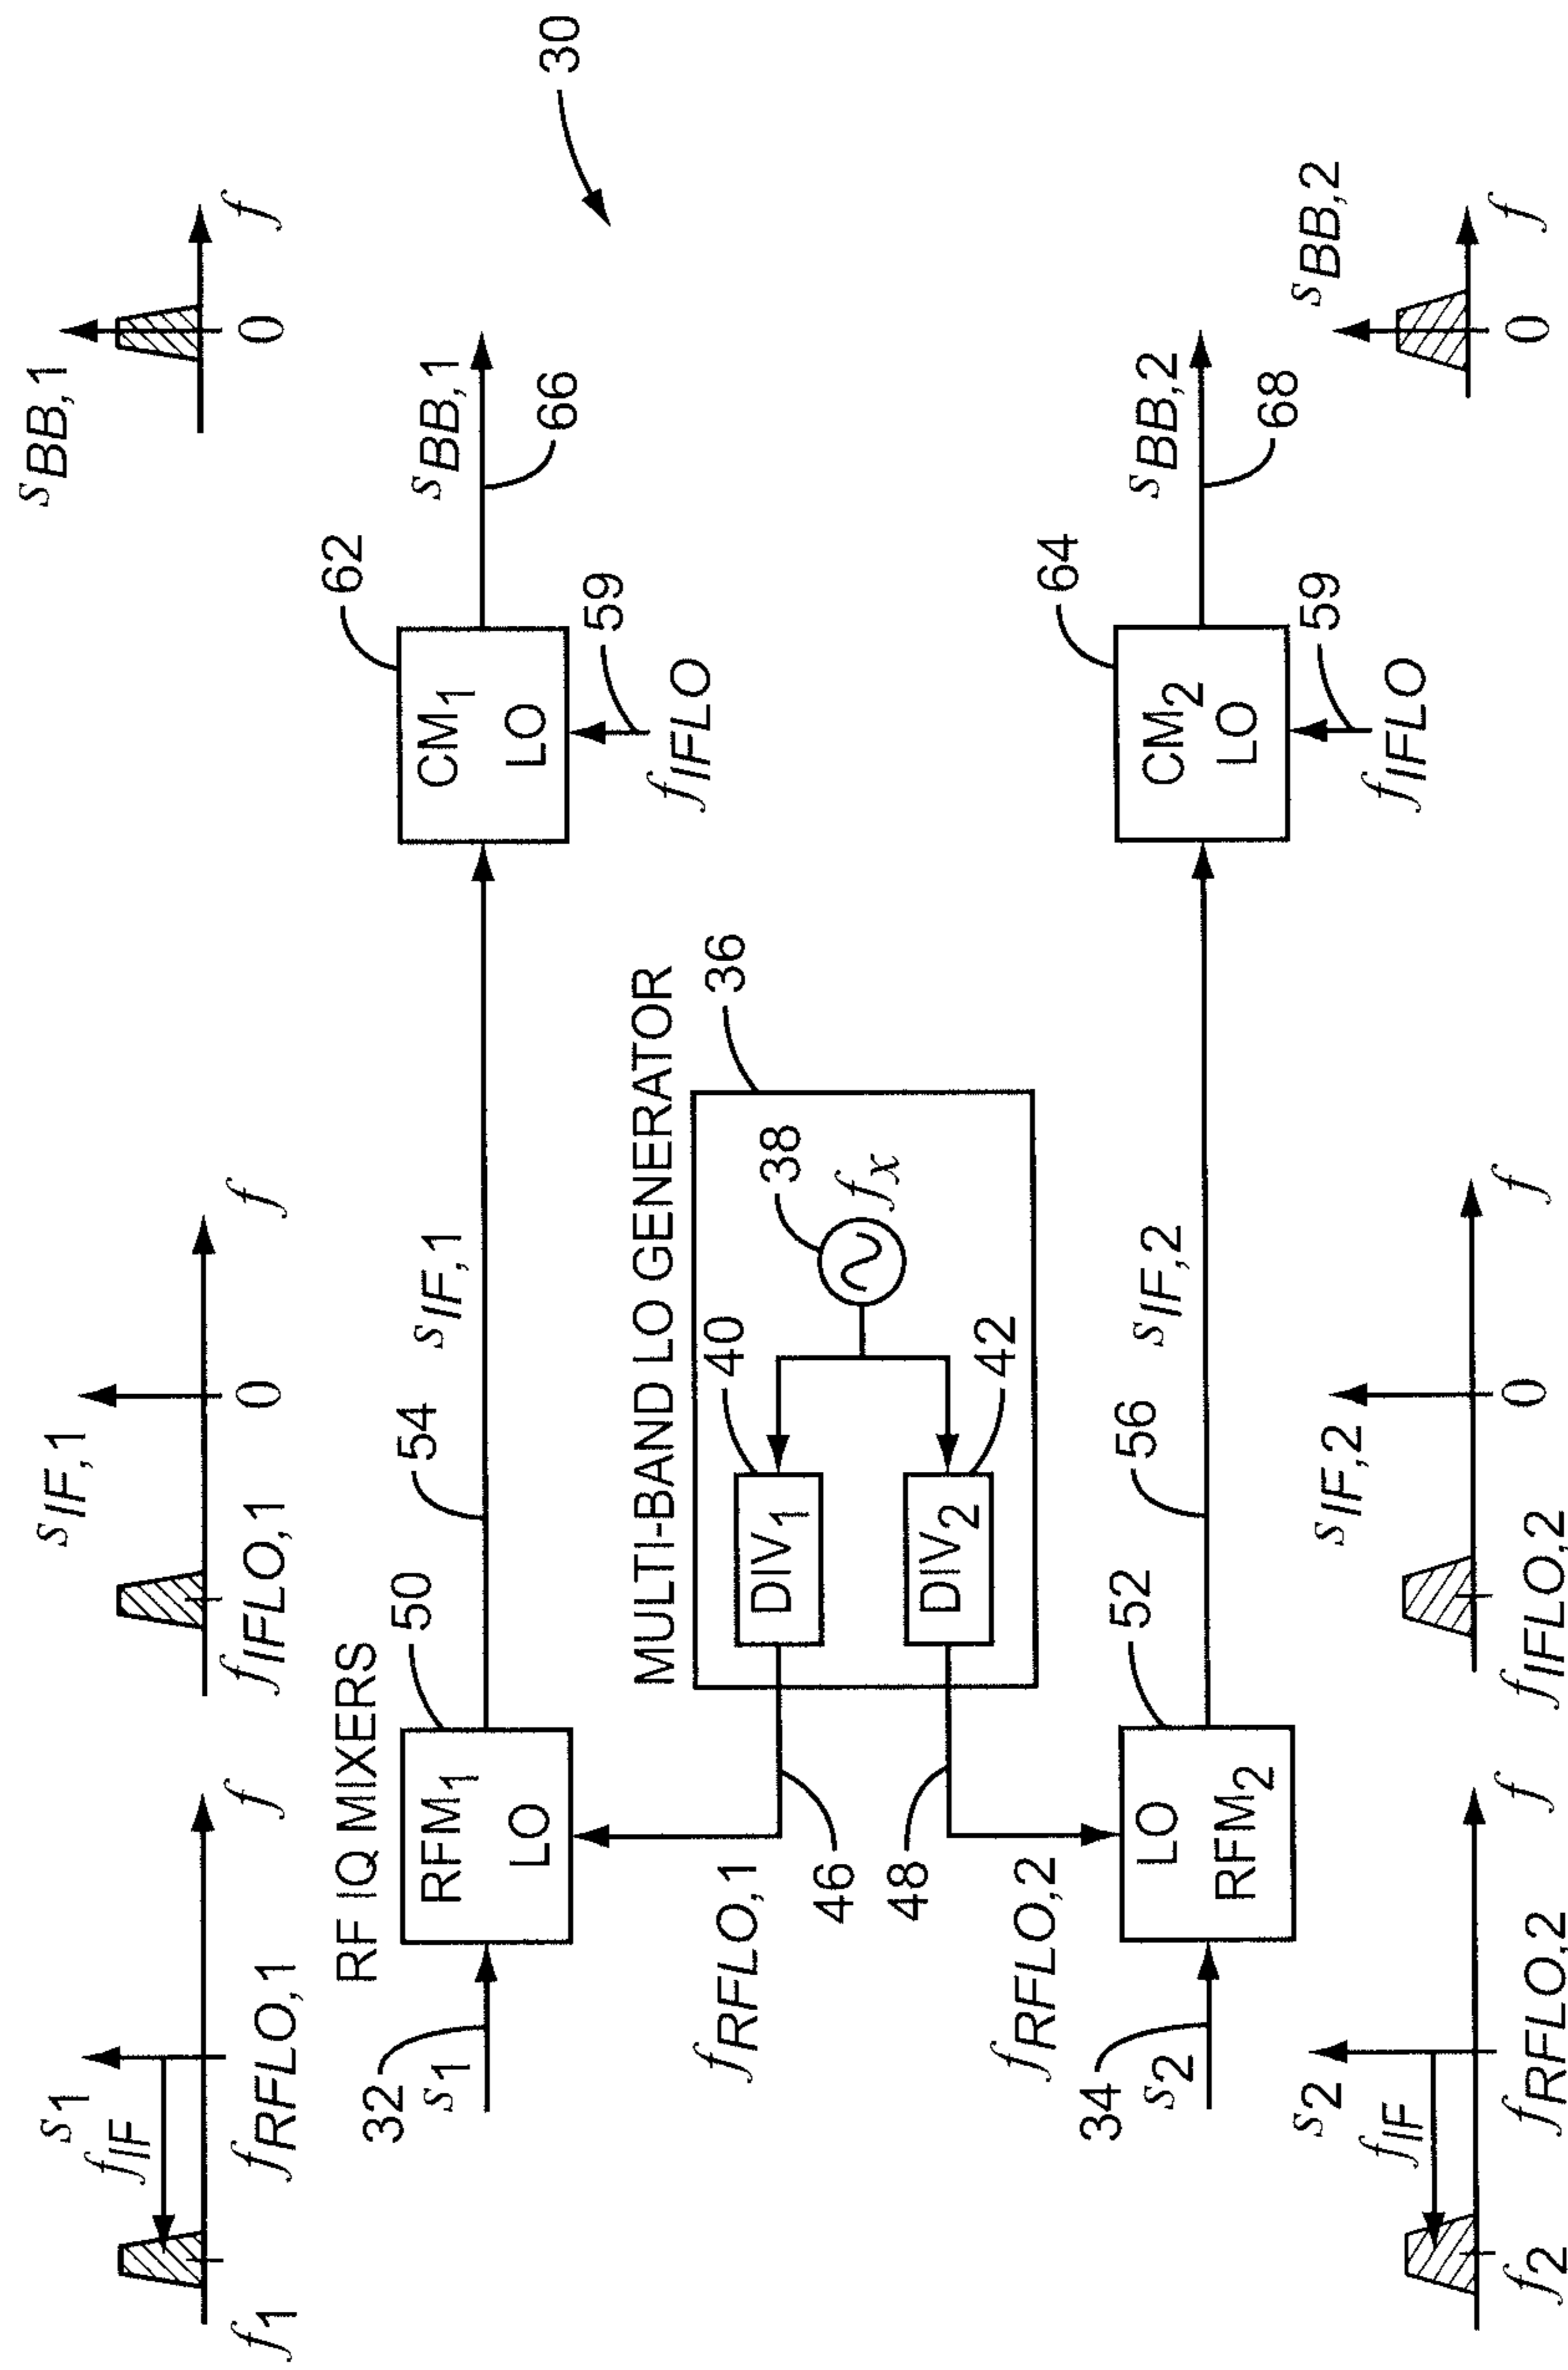 s1
fIF
f1
fRFLO,1
f
sIF,1
fIFLO,1
0
f
sBB,1
0
f
RF IQ MIXERS
50
54
62
32
s1
RFM1
LO
sIF,1
CM1
LO
sBB,1
66
59
fIFLO
30
MULTI-BAND LO GENERATOR
36
fRFLO,1
46
DIV1
40
38
fx
48
fRFLO,2
DIV2
42
34
s2
52
LO
RFM2
56
sIF,2
64
CM2
LO
sBB,2
68
59
fIFLO
s2
fIF
f2
fRFLO,2
f
sIF,2
fIFLO,2
0
f
sBB,2
0
f